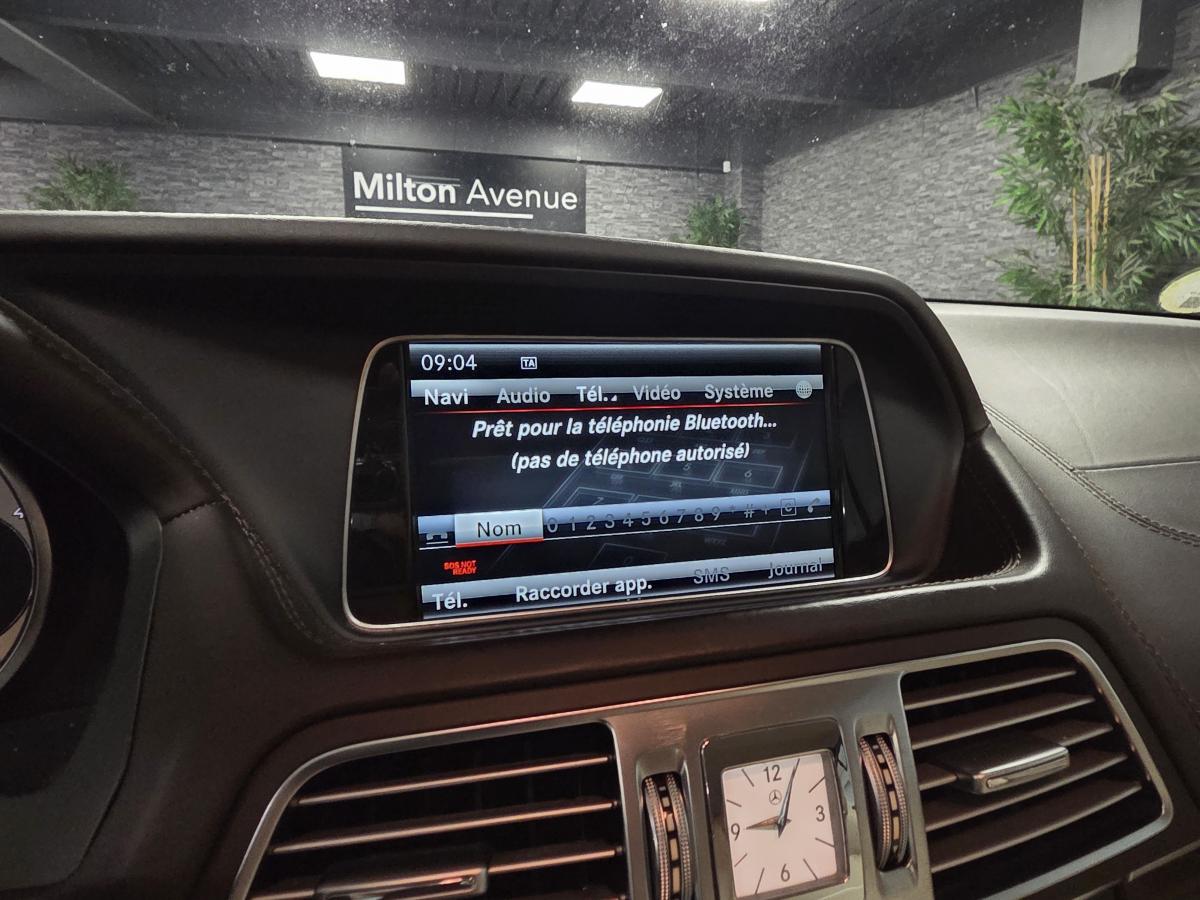 Milton Avenue
09:04 TA
Navi Audio Tél. Vidéo Système
Prêt pour la téléphonie Bluetooth...
(pas de téléphone autorisé)
Nom 0 1 2 3 4 5 6 7 8 9 * # + C
SOS NOT
READY
Tél. Raccorder app. SMS Journal
4
12
9 3
6